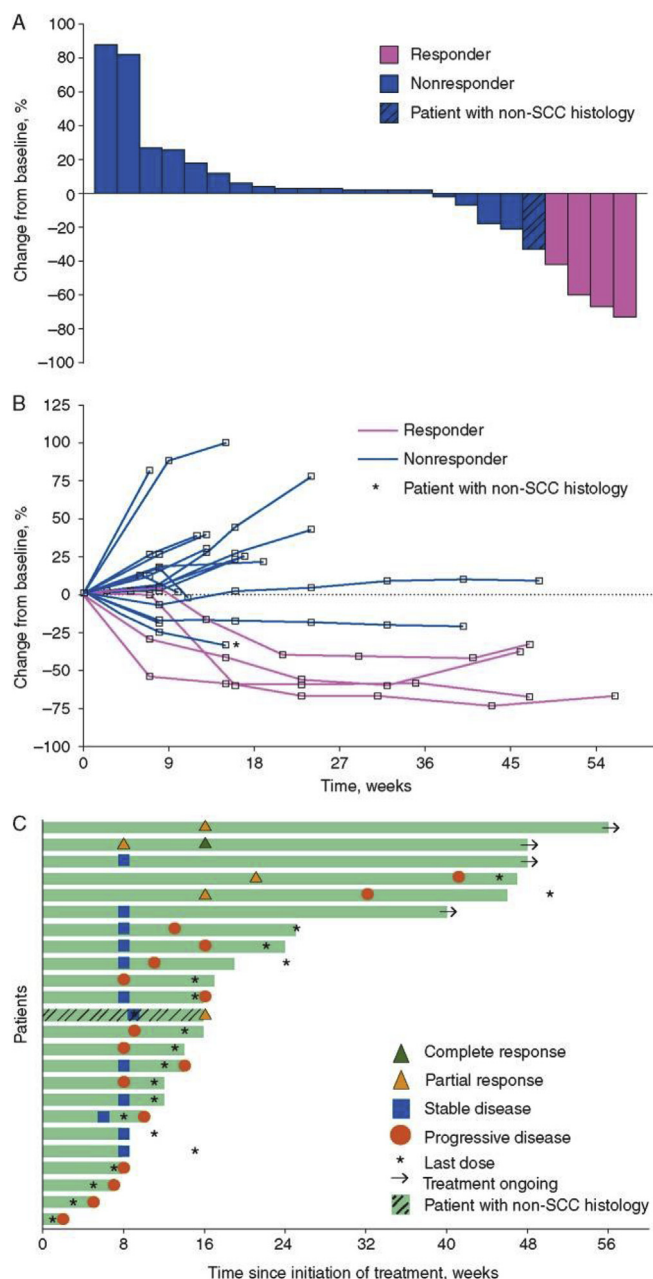 A
100
80
60
40
20
0
−20
−40
−60
−80
−100
Change from baseline, %
Responder
Nonresponder
Patient with non-SCC histology
B
125
100
75
50
25
0
−25
−50
−75
−100
Change from baseline, %
Responder
Nonresponder
* Patient with non-SCC histology
*
0 9 18 27 36 45 54
Time, weeks
C
Patients
Complete response
Partial response
Stable disease
Progressive disease
* Last dose
→ Treatment ongoing
Patient with non-SCC histology
0 8 16 24 32 40 48 56
Time since initiation of treatment, weeks